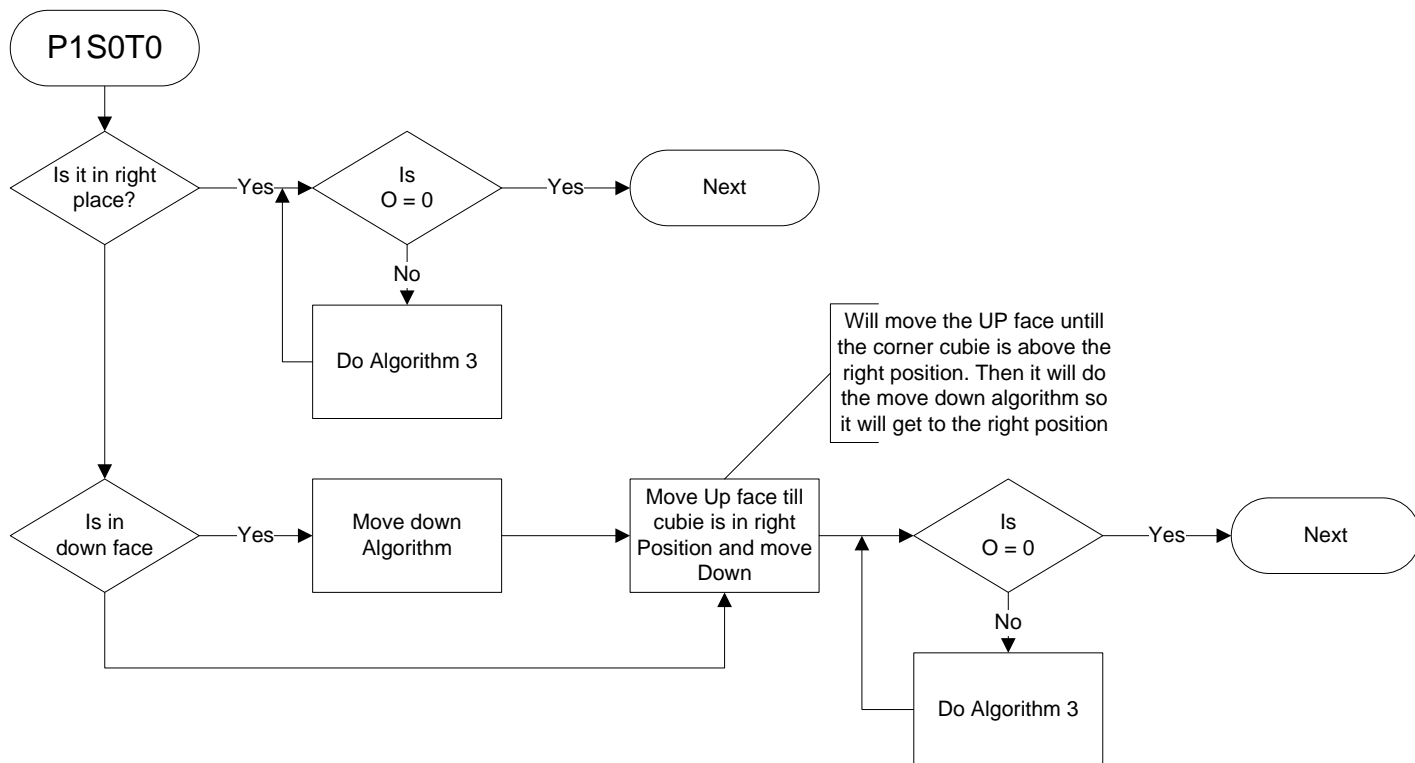 P1S0T0
Is it in right
place?
Yes
Is
O = 0
Yes
Next
No
Do Algorithm 3
Will move the UP face untill
the corner cubie is above the
right position. Then it will do
the move down algorithm so
it will get to the right position
Is in
down face
Yes
Move down
Algorithm
Move Up face till
cubie is in right
Position and move
Down
Is
O = 0
Yes
Next
No
Do Algorithm 3